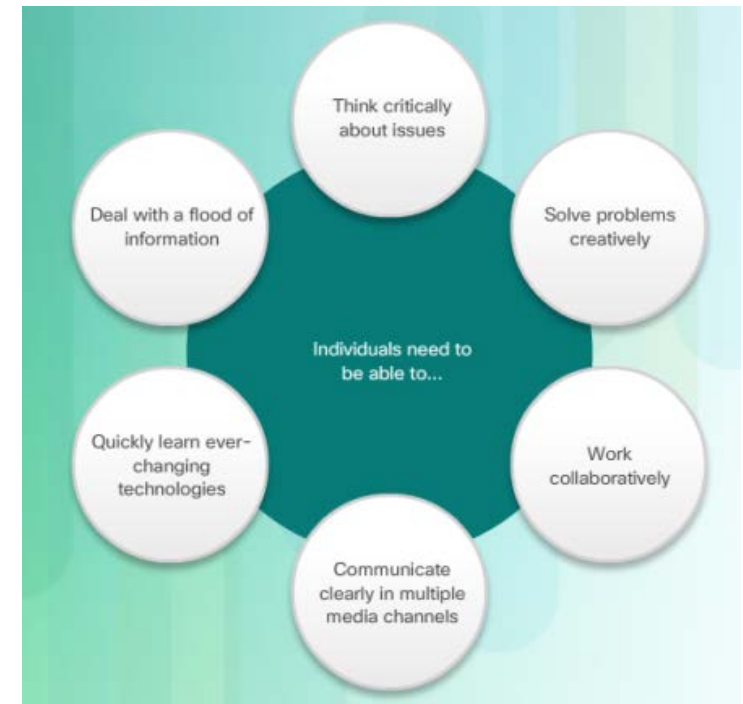 Think critically
about issues
Solve problems
creatively
Work
collaboratively
Communicate
clearly in multiple
media channels
Quickly learn ever-
changing
technologies
Deal with a flood of
information
Individuals need to
be able to...